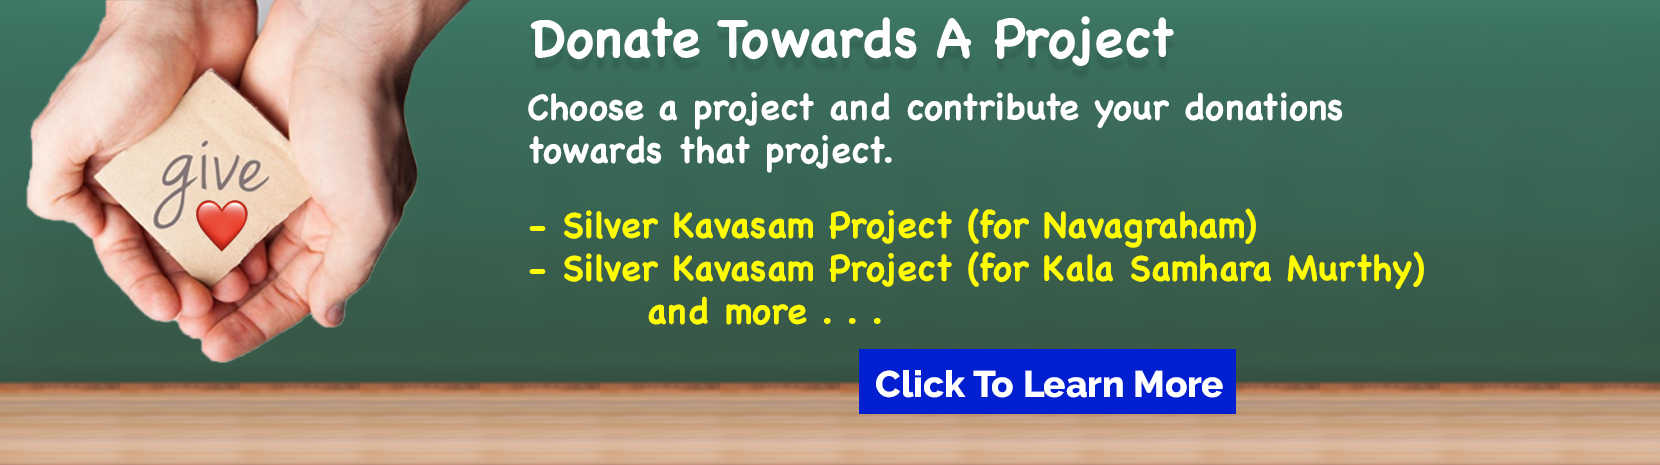 give
Donate Towards A Project
Choose a project and contribute your donations
towards that project.
- Silver Kavasam Project (for Navagraham)
- Silver Kavasam Project (for Kala Samhara Murthy)
and more . . .
Click To Learn More